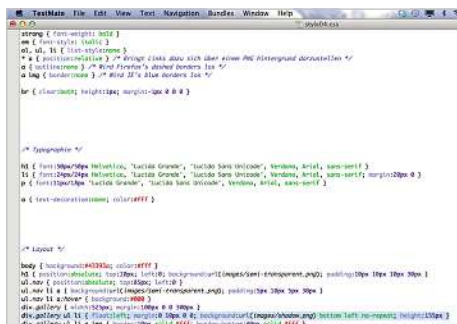 TextMate File Edit View Text Navigation Bundles Window Help
style04.css
strong { font-weight: bold }
em { font-style: italic }
ol, ul, li { list-style:none }
* a { position:relative } /* Bringt Links dazu sich über einem PNG Hintergrund darzustellen */
a { outline:none } /* Wird Firefox's dashed borders los */
a img { border:none } /* Wird IE's blue borders los */
br { clear:both; height:1px; margin:-1px 0 0 0 }
/* Typographie */
h1 { font:50px/50px Helvetica, "Lucida Grande", "Lucida Sans Unicode", Verdana, Arial, sans-serif }
li { font:24px/24px Helvetica, "Lucida Grande", "Lucida Sans Unicode", Verdana, Arial, sans-serif; margin:20px 0 }
p { font:11px/18px "Lucida Grande", "Lucida Sans Unicode", Verdana, Arial, sans-serif }
a { text-decoration:none; color:#fff }
/* Layout */
body { background:#43393a; color:#fff }
h1 { position:absolute; top:20px; left:0; background:url(images/semi-transparent.png); padding:10px 10px 10px 30px }
ul.nav { position:absolute; top:85px; left:0 }
ul.nav li a { background:url(images/semi-transparent.png); padding:5px 10px 5px 30px }
ul.nav li a:hover { background:#000 }
div.gallery { width:525px; margin:100px 0 0 300px }
div.gallery ul li { float:left; margin:0 10px 0 0; background:url(images/shadow.png) bottom left no-repeat; height:155px }